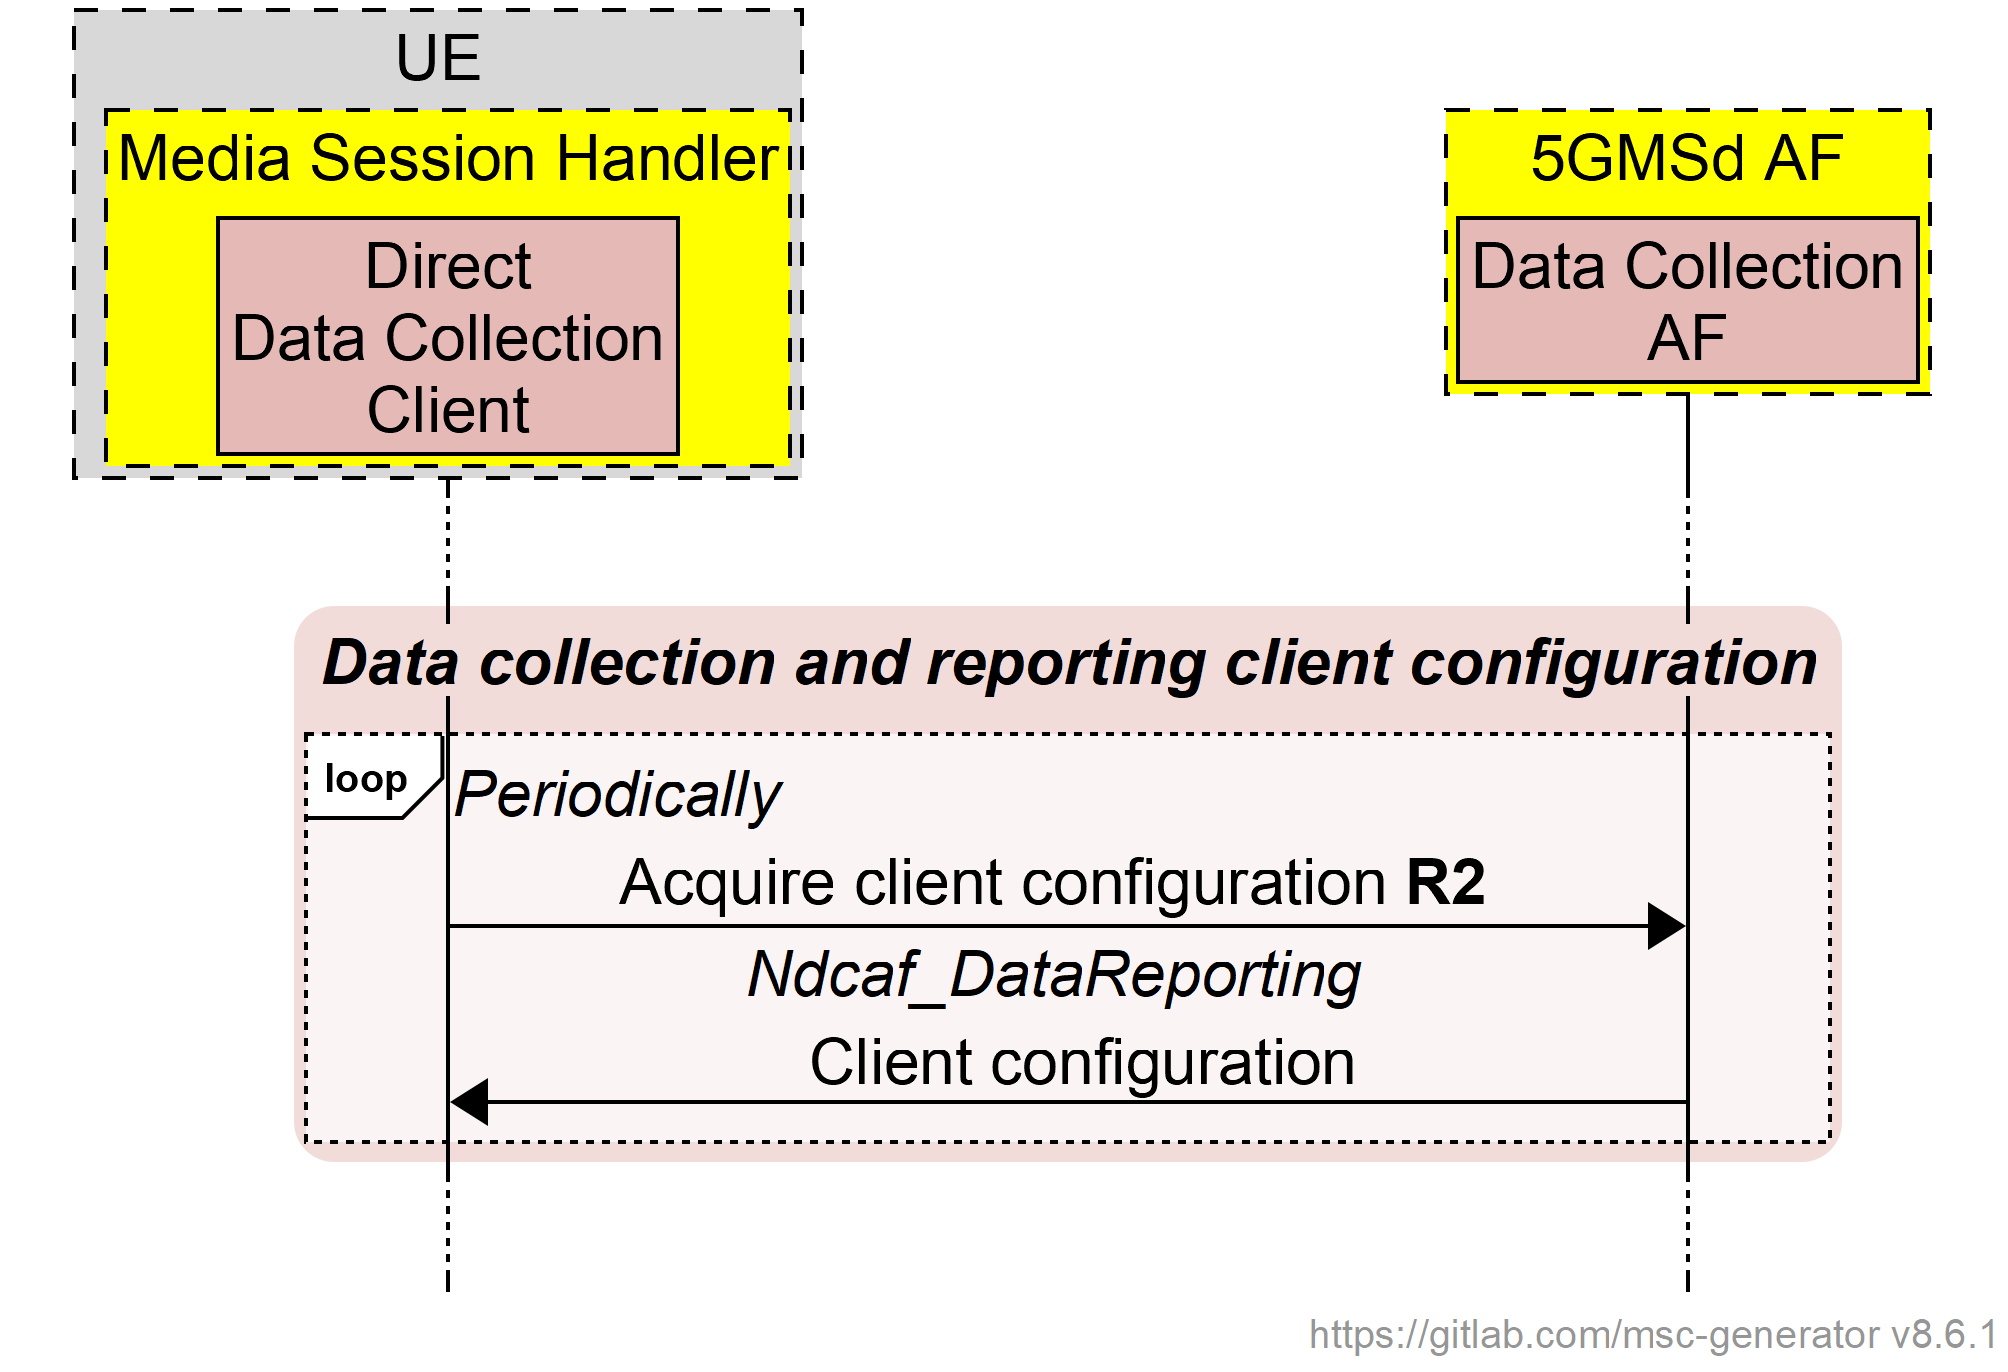 UE
Media Session Handler
Direct
Data Collection
Client
5GMSd AF
Data Collection
AF
Data collection and reporting client configuration
loop
Periodically
Acquire client configuration R2
Ndcaf_DataReporting
Client configuration
https://gitlab.com/msc-generator v8.6.1